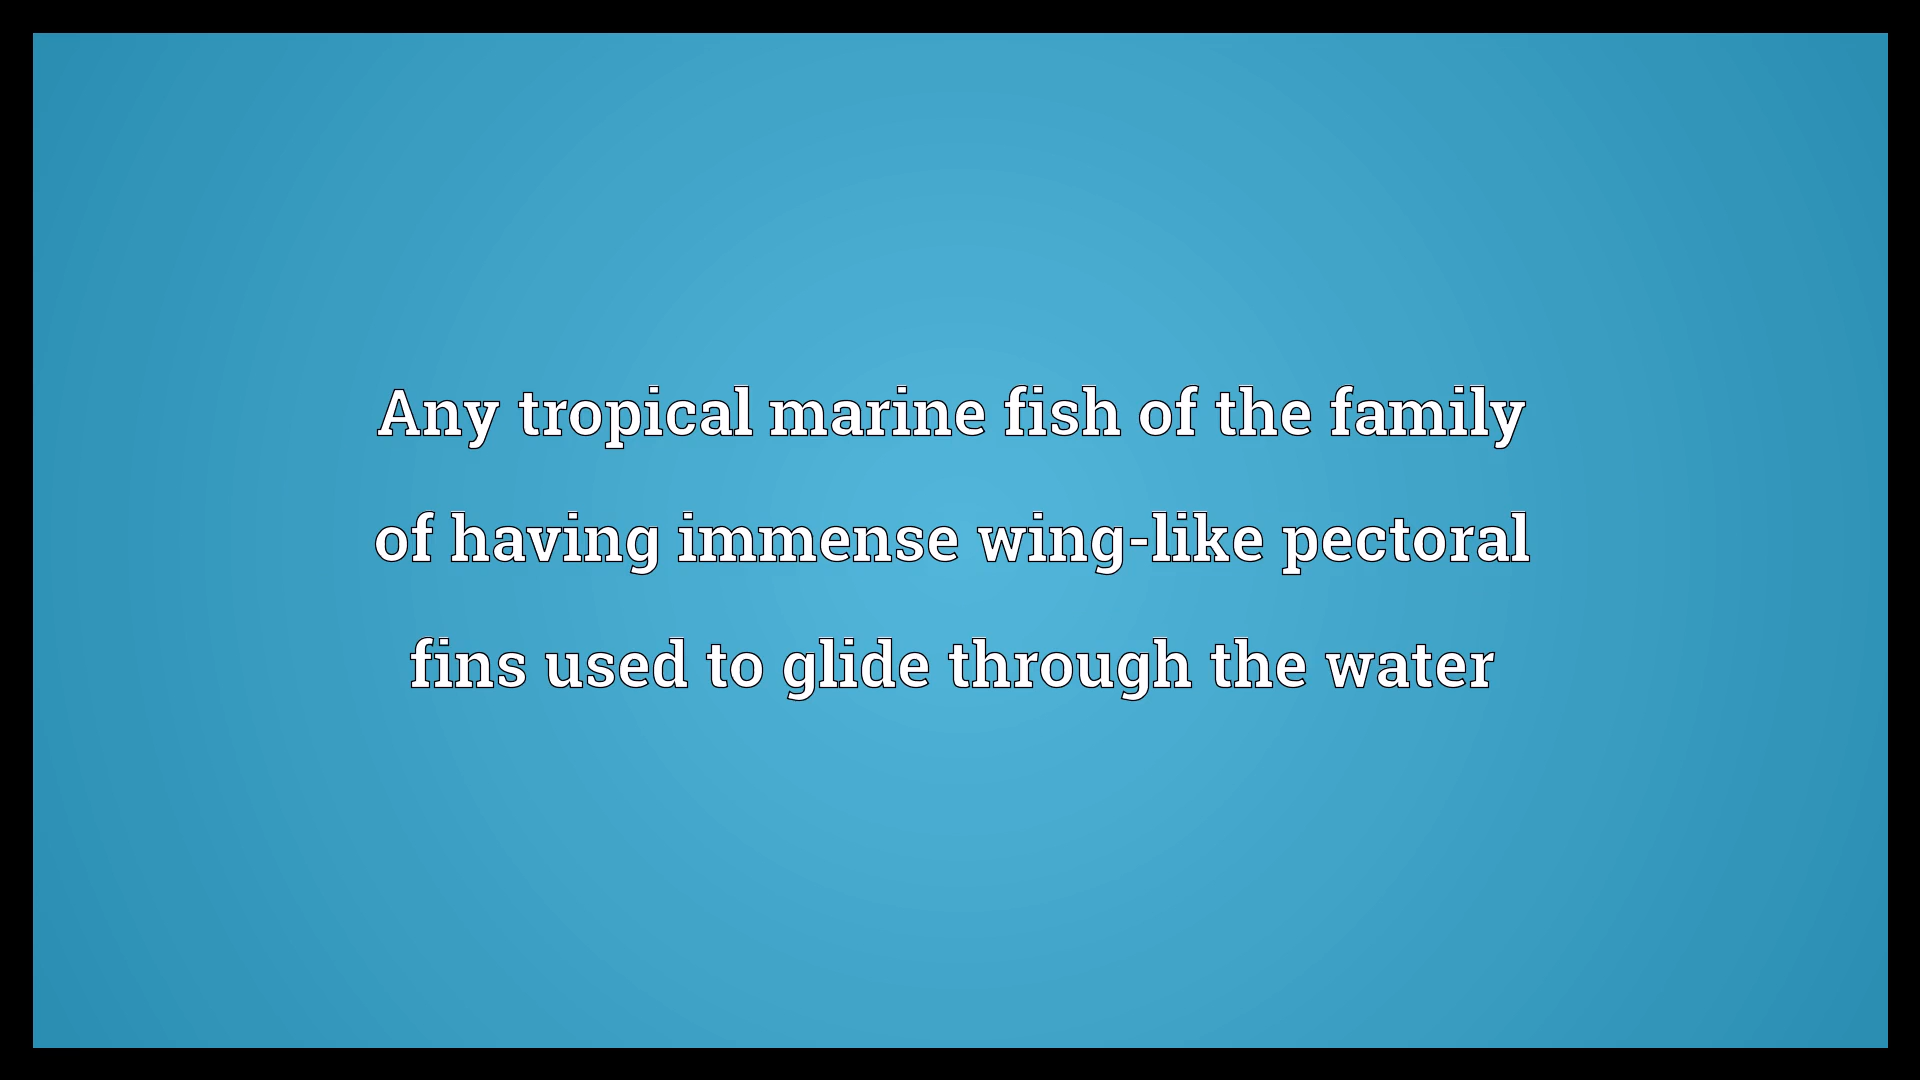 Any tropical marine fish of the family
of having immense wing-like pectoral
fins used to glide through the water